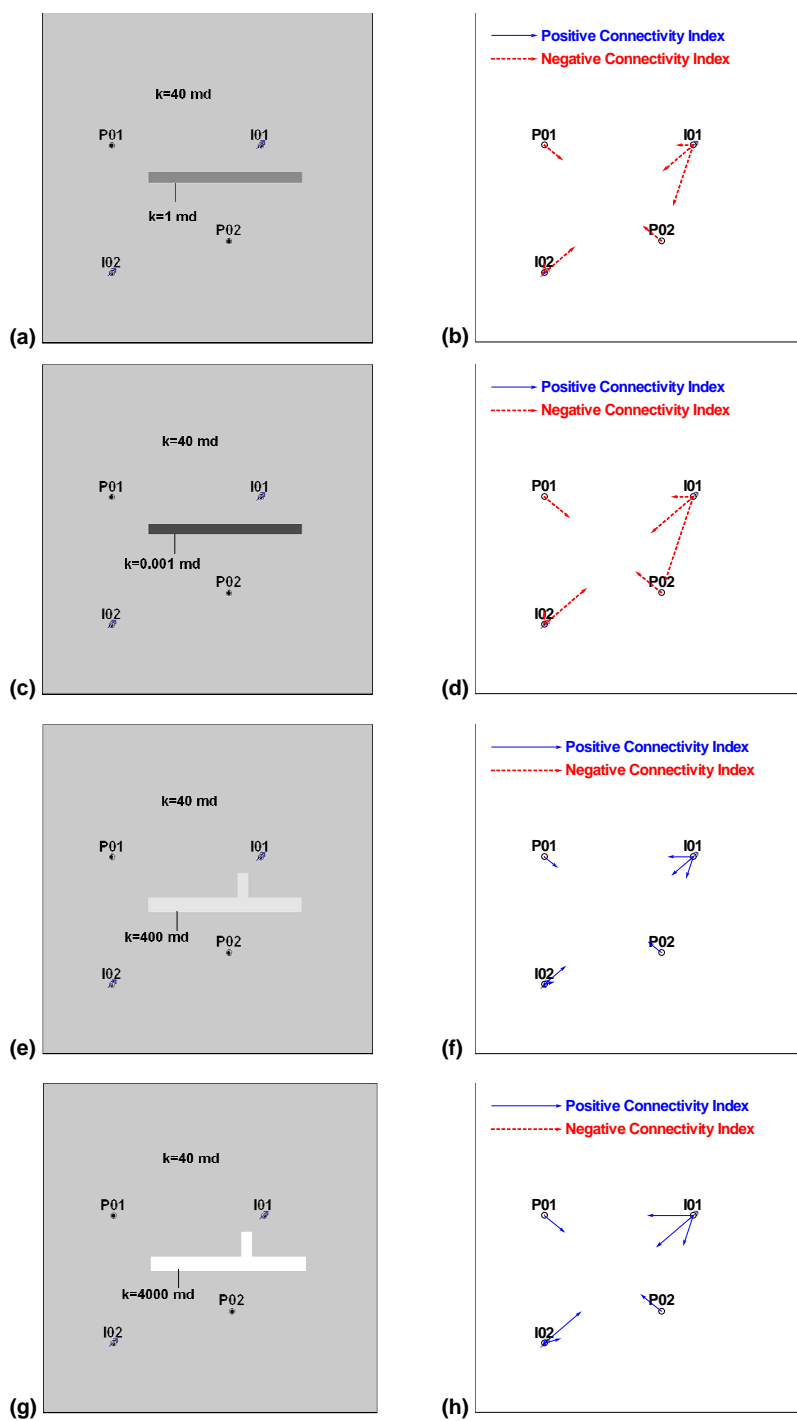 k=40 md
P01
I01
k=1 md
P02
I02
(a)
Positive Connectivity Index
Negative Connectivity Index
P01
I01
P02
I02
(b)
k=40 md
P01
I01
k=0.001 md
P02
I02
(c)
Positive Connectivity Index
Negative Connectivity Index
P01
I01
P02
I02
(d)
k=40 md
P01
I01
k=400 md
P02
I02
(e)
Positive Connectivity Index
Negative Connectivity Index
P01
I01
P02
I02
(f)
k=40 md
P01
I01
k=4000 md
P02
I02
(g)
Positive Connectivity Index
Negative Connectivity Index
P01
I01
P02
I02
(h)